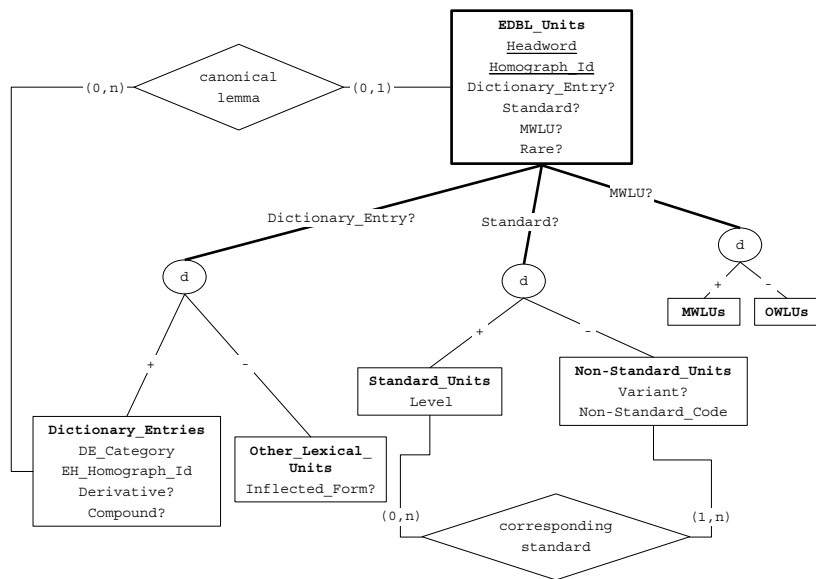 EDBL_Units
Headword
Homograph_Id
Dictionary_Entry?
Standard?
MWLU?
Rare?
(0,n)
canonical
lemma
(0,1)
Dictionary_Entry?
Standard?
MWLU?
d
d
d
+
-
MWLUs
OWLUs
+
-
+
-
Standard_Units
Level
Non-Standard_Units
Variant?
Non-Standard_Code
Dictionary_Entries
DE_Category
EH_Homograph_Id
Derivative?
Compound?
Other_Lexical_
Units
Inflected_Form?
(0,n)
corresponding
standard
(1,n)